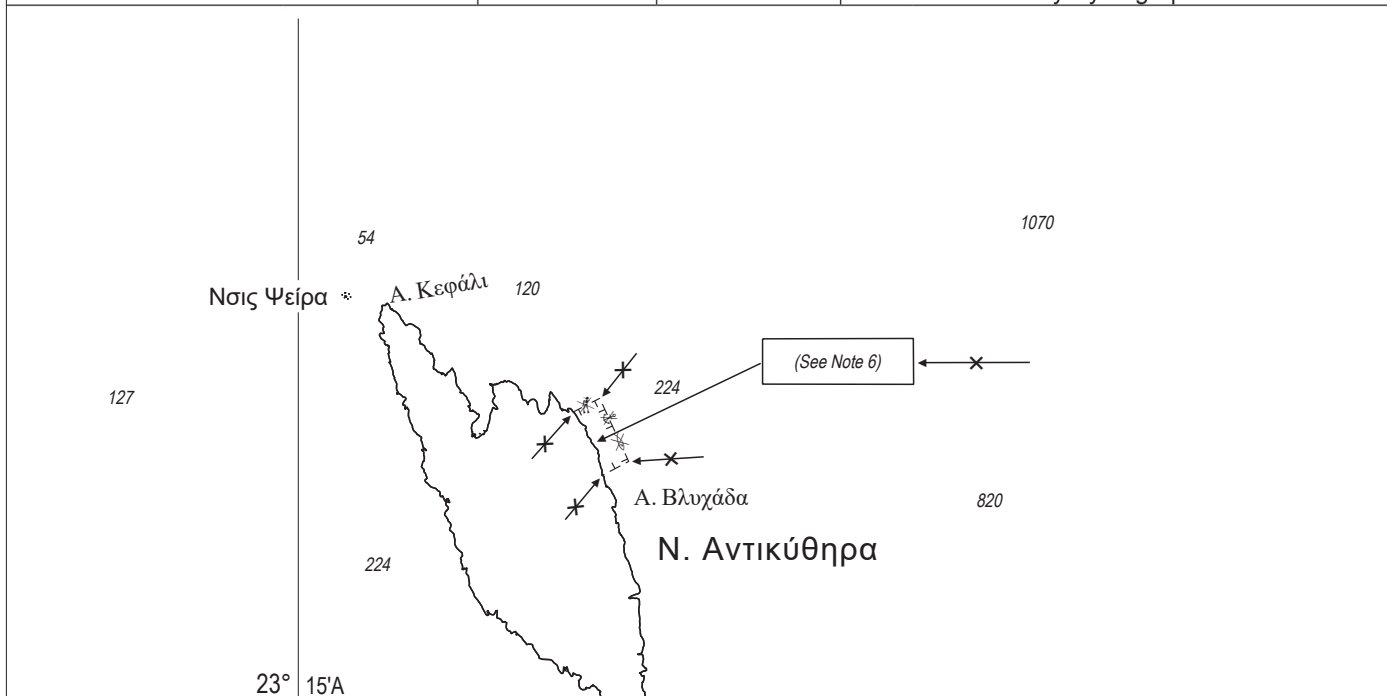 1070
54
Α. Κεφάλι
120
Νσις Ψείρα
(See Note 6)
224
127
Α. Βλυχάδα
820
Ν. Αντικύθηρα
224
23° 15'Α